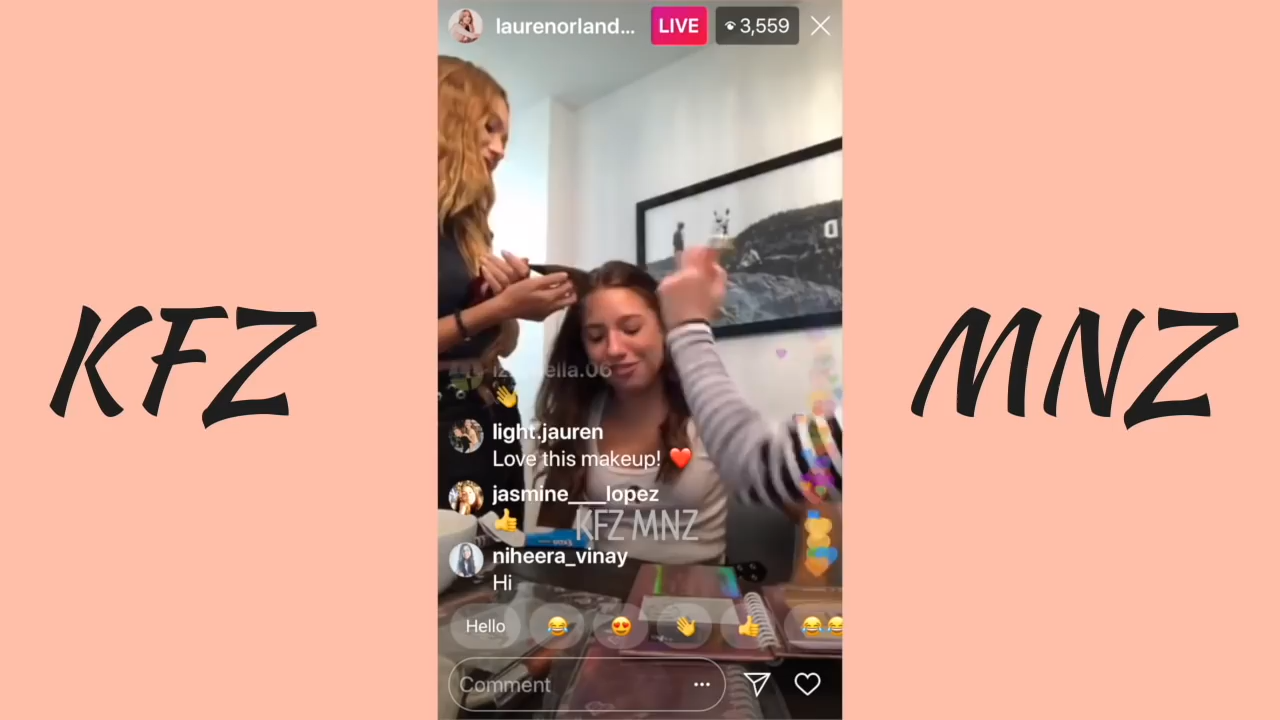 laurenorland...
LIVE
3,559
KFZ
MNZ
light.jauren
Love this makeup! ❤️
jasmine___lopez
👍
KFZ MNZ
niheera_vinay
Hi
Hello 😂 😍 👋 👍 😂😂
Comment